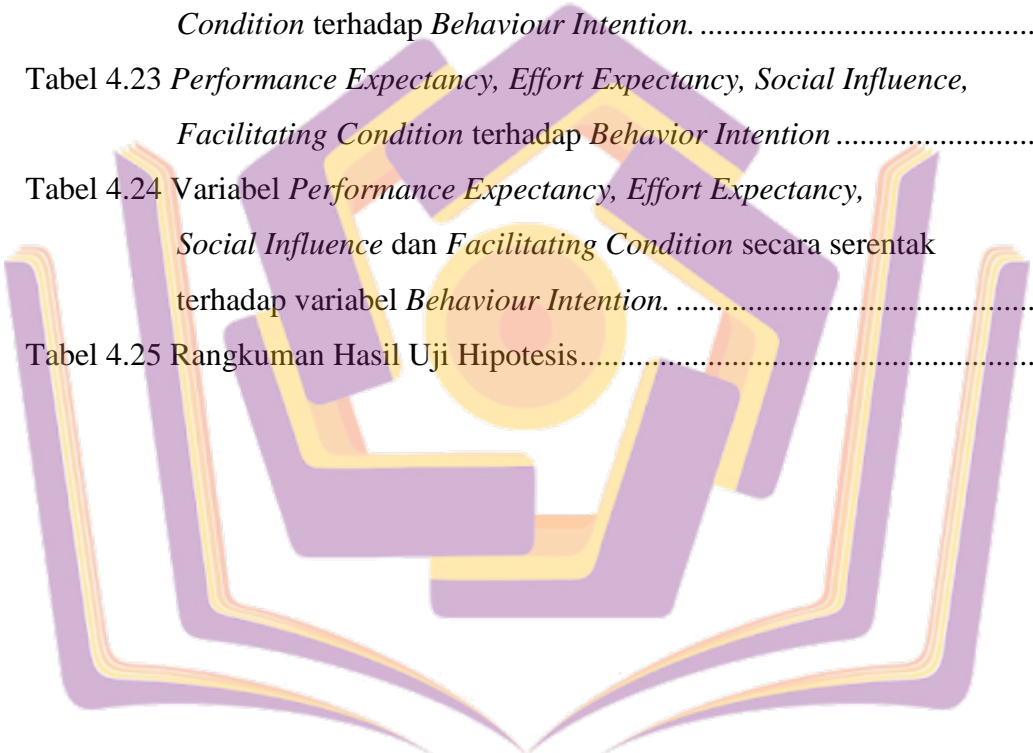 Condition terhadap Behaviour Intention. ..........................................
Tabel 4.23 Performance Expectancy, Effort Expectancy, Social Influence,
Facilitating Condition terhadap Behavior Intention .........................
Tabel 4.24 Variabel Performance Expectancy, Effort Expectancy,
Social Influence dan Facilitating Condition secara serentak
terhadap variabel Behaviour Intention. .............................................
Tabel 4.25 Rangkuman Hasil Uji Hipotesis.........................................................